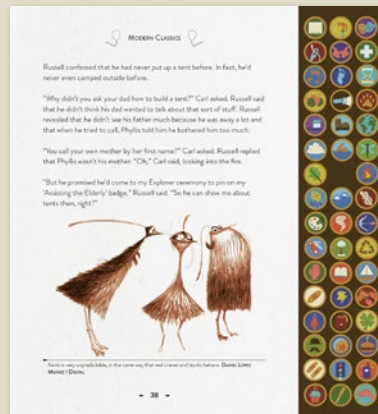 MODERN CLASSICS
Russell confessed that he had never put up a tent before. In fact, he'd
never even camped outside before.
"Why didn't you ask your dad how to build a tent?" Carl asked. Russell said
that he didn't think his dad wanted to talk about that sort of stuff. Russell
revealed that he didn't see his father much because he was away a lot and
that when he tried to call, Phyllis told him he bothered him too much.
"You call your own mother by her first name?" Carl asked. Russell replied
that Phyllis wasn't his mother. "Oh," Carl said, looking into the fire.
"But he promised he'd come to my Explorer ceremony to pin on my
'Assisting the Elderly' badge," Russell said. "So he can show me about
tents then, right?"
Kevin is very unpredictable, in the same way that real cranes and storks behave. DANIEL LÓPEZ
MUÑOZ / DIGITAL
38